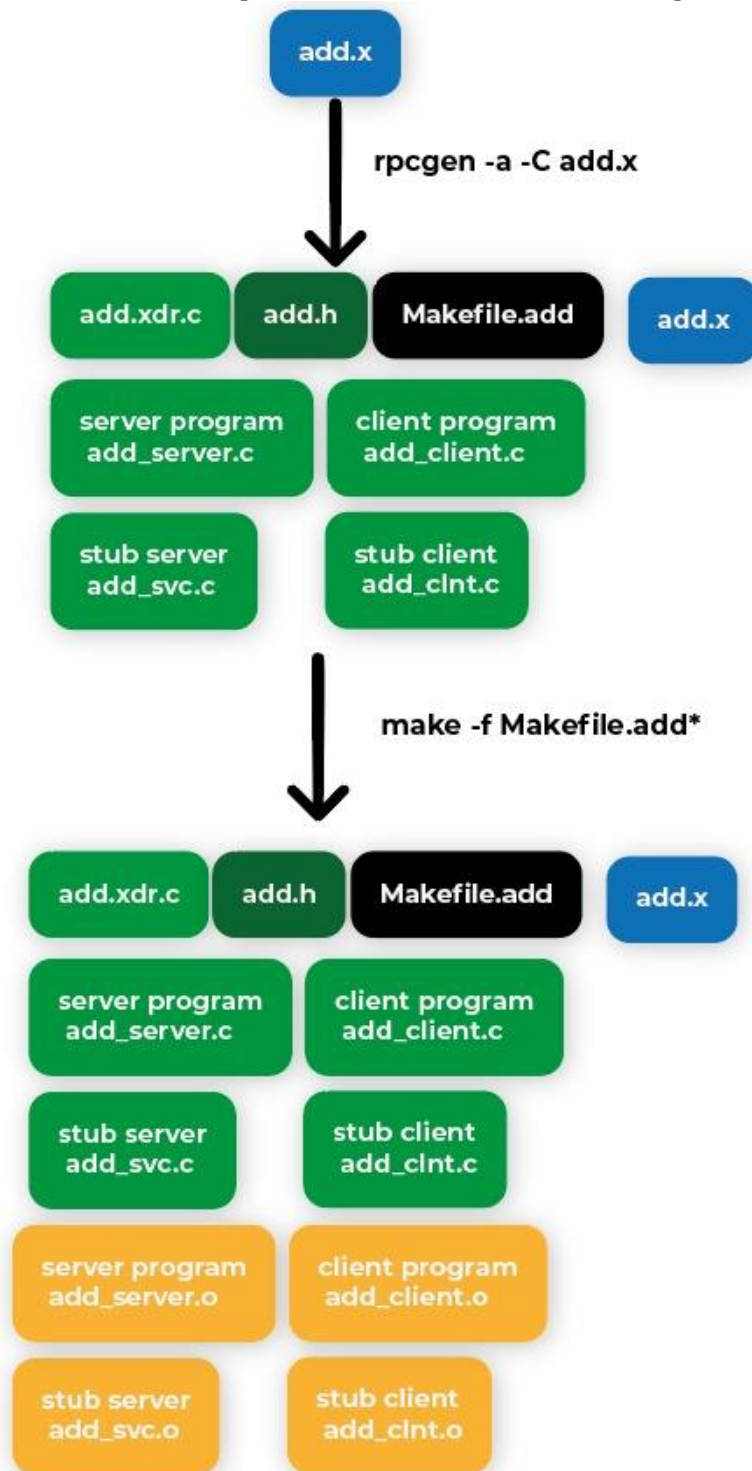 add.x
rpcgen -a -C add.x
add.xdr.c
add.h
Makefile.add
add.x
server program
add_server.c
client program
add_client.c
stub server
add_svc.c
stub client
add_clnt.c
make -f Makefile.add*
add.xdr.c
add.h
Makefile.add
add.x
server program
add_server.c
client program
add_client.c
stub server
add_svc.c
stub client
add_clnt.c
server program
add_server.o
client program
add_client.o
stub server
add_svc.o
stub client
add_clnt.o